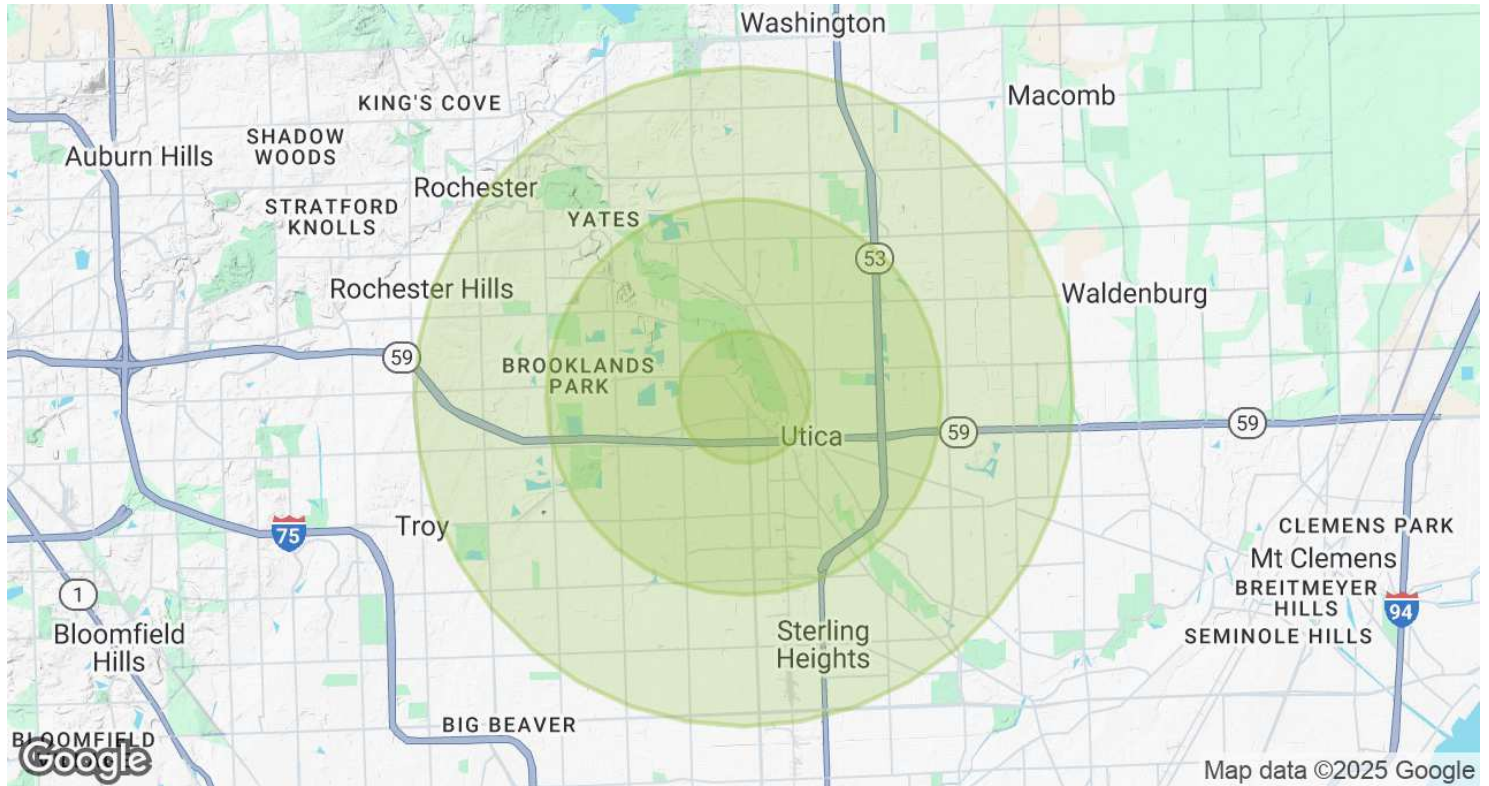 Washington
Macomb
KING'S COVE
SHADOW
WOODS
Auburn Hills
Rochester
STRATFORD
KNOLLS
YATES
53
Rochester Hills
Waldenburg
59
BROOKLANDS
PARK
Utica
59
59
Troy
75
CLEMENS PARK
Mt Clemens
BREITMEYER
HILLS
94
SEMINOLE HILLS
1
Bloomfield
Hills
Sterling
Heights
BIG BEAVER
BLOOMFIELD
Google
Map data ©2025 Google